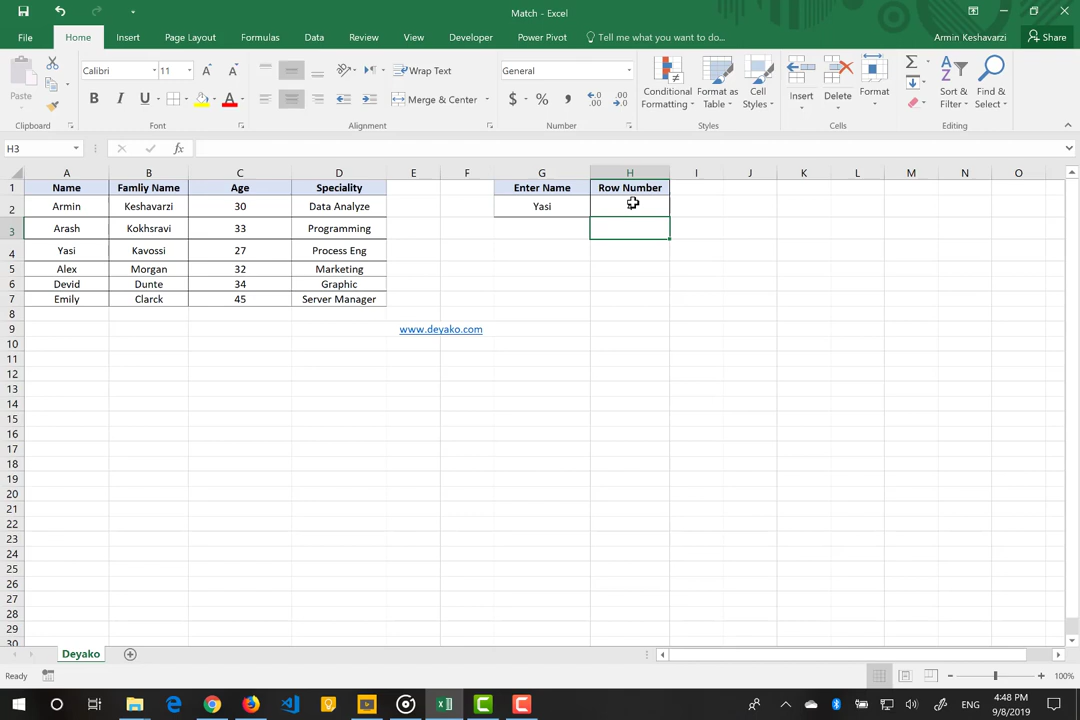 Match - Excel
File Home Insert Page Layout Formulas Data Review View Developer Power Pivot Tell me what you want to do... Armin Keshavarzi Share
Paste Calibri 11 Wrap Text General Conditional Formatting Format as Table Cell Styles Insert Delete Format Sort & Filter Find & Select
B I U A Merge & Center $ % ,
Clipboard Font Alignment Number Styles Cells Editing
H3 fx
A B C D E F G H I J K L M N O
1 Name Famliy Name Age Speciality Enter Name Row Number
2 Armin Keshavarzi 30 Data Analyze Yasi
3 Arash Kokhsravi 33 Programming
4 Yasi Kavossi 27 Process Eng
5 Alex Morgan 32 Marketing
6 Devid Dunte 34 Graphic
7 Emily Clarck 45 Server Manager
8
9 www.deyako.com
10
11
12
13
14
15
16
17
18
19
20
21
22
23
24
25
26
27
28
29
30
Deyako
Ready 100%
ENG 4:48 PM
9/8/2019